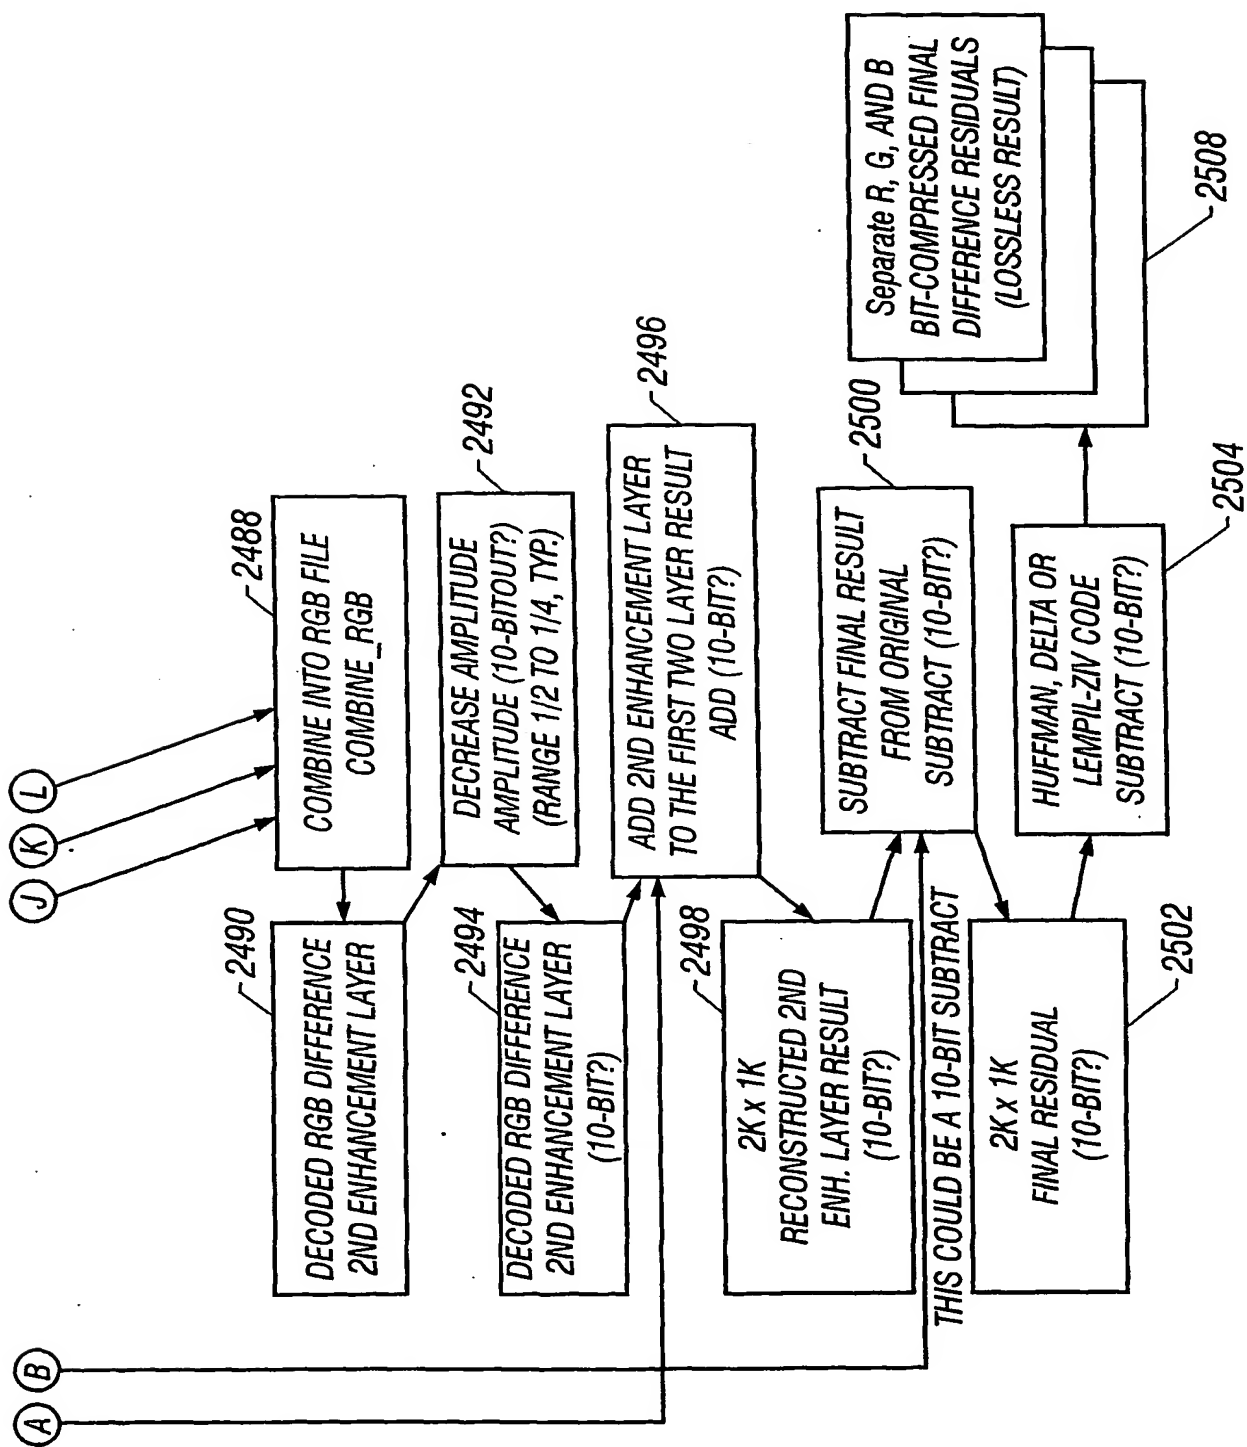 A
B
J
K
L
2488
COMBINE INTO RGB FILE
COMBINE_RGB
2490
DECODED RGB DIFFERENCE
2ND ENHANCEMENT LAYER
2492
DECREASE AMPLITUDE
AMPLITUDE (10-BITOUT?)
(RANGE 1/2 TO 1/4, TYP.)
2494
DECODED RGB DIFFERENCE
2ND ENHANCEMENT LAYER
(10-BIT?)
2496
ADD 2ND ENHANCEMENT LAYER
TO THE FIRST TWO LAYER RESULT
ADD (10-BIT?)
2498
2K x 1K
RECONSTRUCTED 2ND
ENH. LAYER RESULT
(10-BIT?)
2500
SUBTRACT FINAL RESULT
FROM ORIGINAL
SUBTRACT (10-BIT?)
THIS COULD BE A 10-BIT SUBTRACT
2K x 1K
FINAL RESIDUAL
(10-BIT?)
2502
HUFFMAN, DELTA OR
LEMPIL-ZIV CODE
SUBTRACT (10-BIT?)
2504
Separate R, G, AND B
BIT-COMPRESSED FINAL
DIFFERENCE RESIDUALS
(LOSSLESS RESULT)
2508